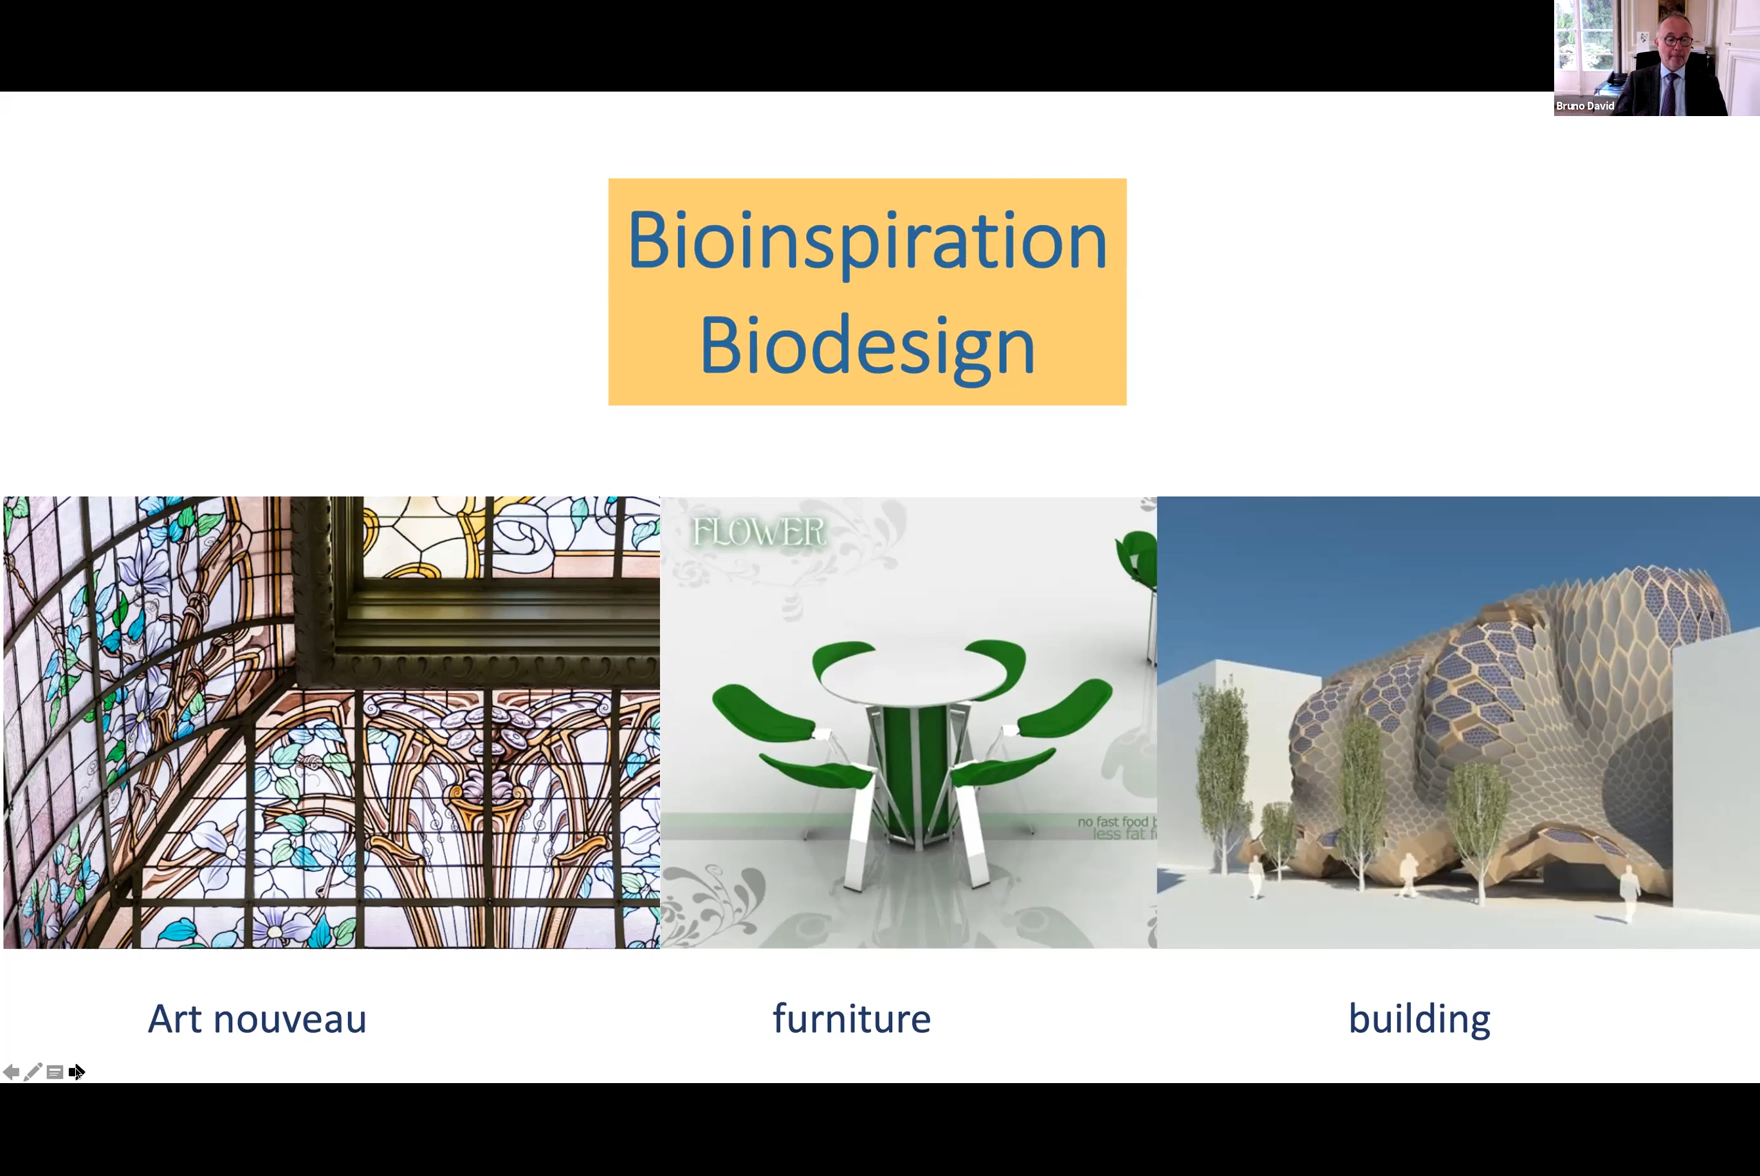 Bruno David
Bioinspiration
Biodesign
FLOWER
no fast food
less fat
Art nouveau
furniture
building